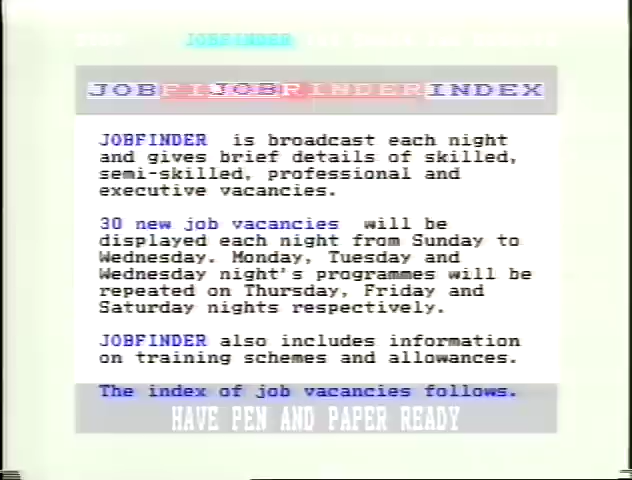 JOBFINDER
JOBFINDER INDEX
JOBFINDER is broadcast each night
and gives brief details of skilled,
semi-skilled, professional and
executive vacancies.
30 new job vacancies will be
displayed each night from Sunday to
Wednesday. Monday, Tuesday and
Wednesday night's programmes will be
repeated on Thursday, Friday and
Saturday nights respectively.
JOBFINDER also includes information
on training schemes and allowances.
The index of job vacancies follows.
HAVE PEN AND PAPER READY